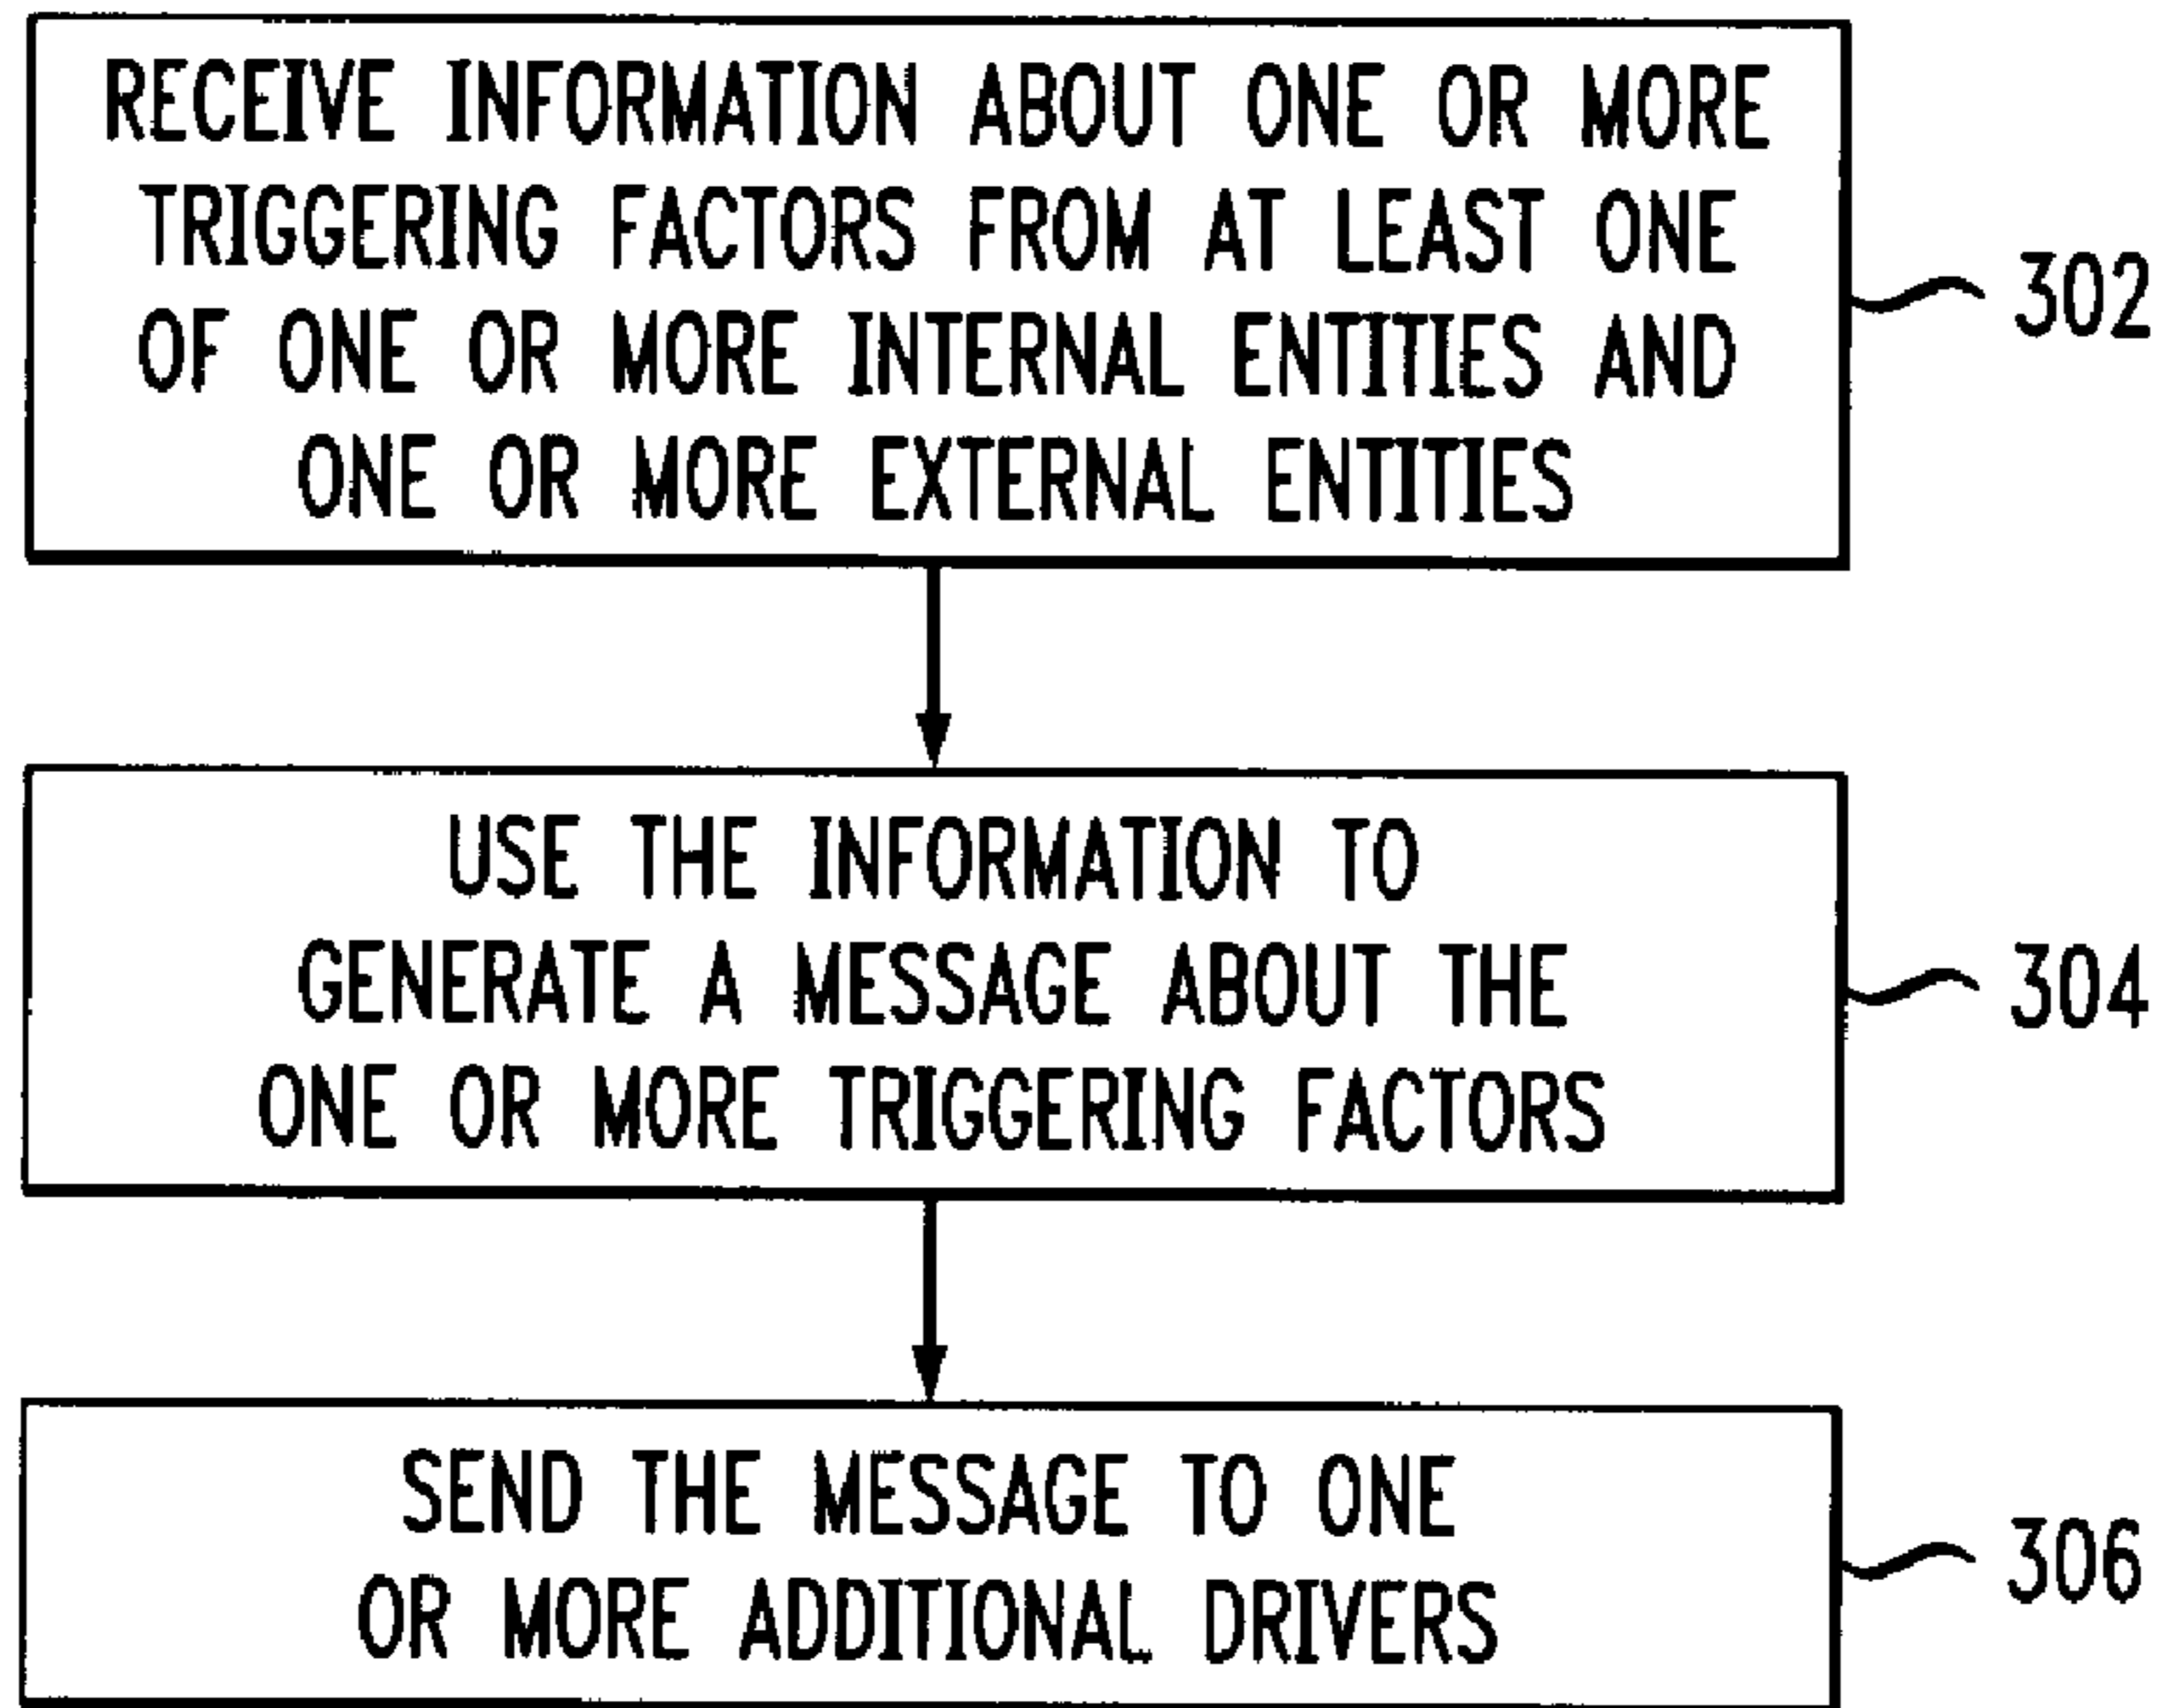 RECEIVE INFORMATION ABOUT ONE OR MORE
TRIGGERING FACTORS FROM AT LEAST ONE
OF ONE OR MORE INTERNAL ENTITIES AND
ONE OR MORE EXTERNAL ENTITIES
302
USE THE INFORMATION TO
GENERATE A MESSAGE ABOUT THE
ONE OR MORE TRIGGERING FACTORS
304
SEND THE MESSAGE TO ONE
OR MORE ADDITIONAL DRIVERS
306